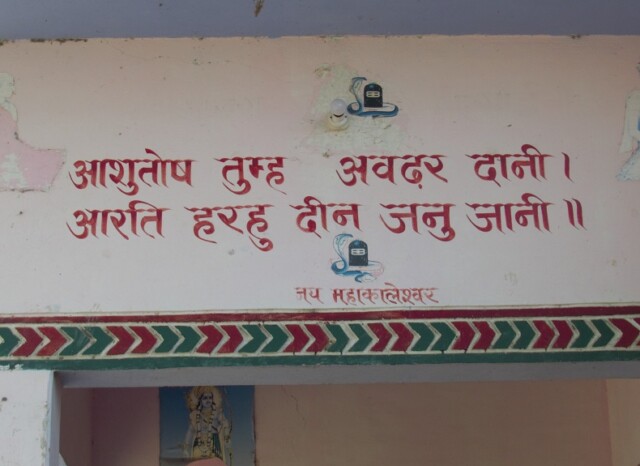 आशुतोष तुम्ह अवढ़र दानी।
आरति हरहु दीन जनु जानी॥
जय महाकालेश्वर